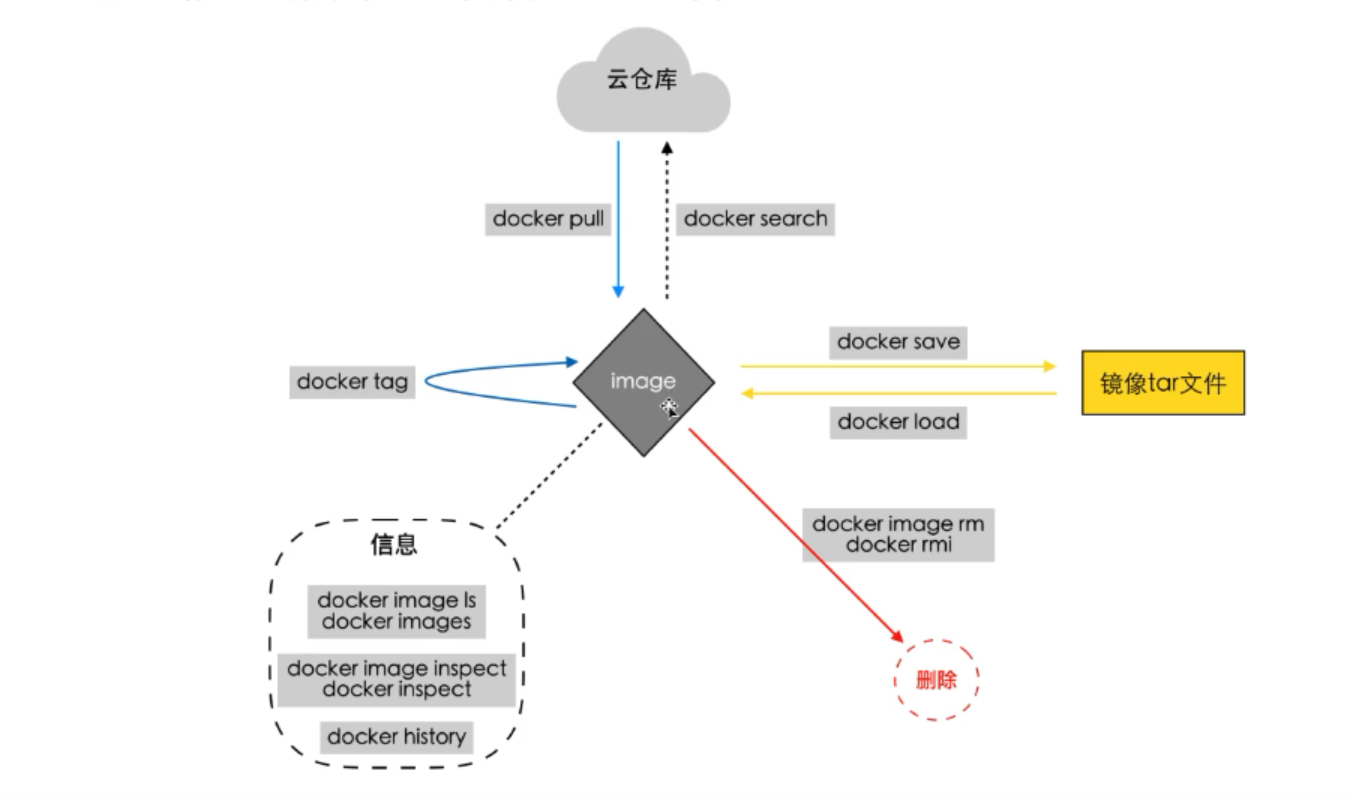 云仓库
docker pull
docker search
docker save
docker tag
image
镜像tar文件
docker load
docker image rm
docker rmi
信息
docker image ls
docker images
docker image inspect
docker inspect
docker history
删除